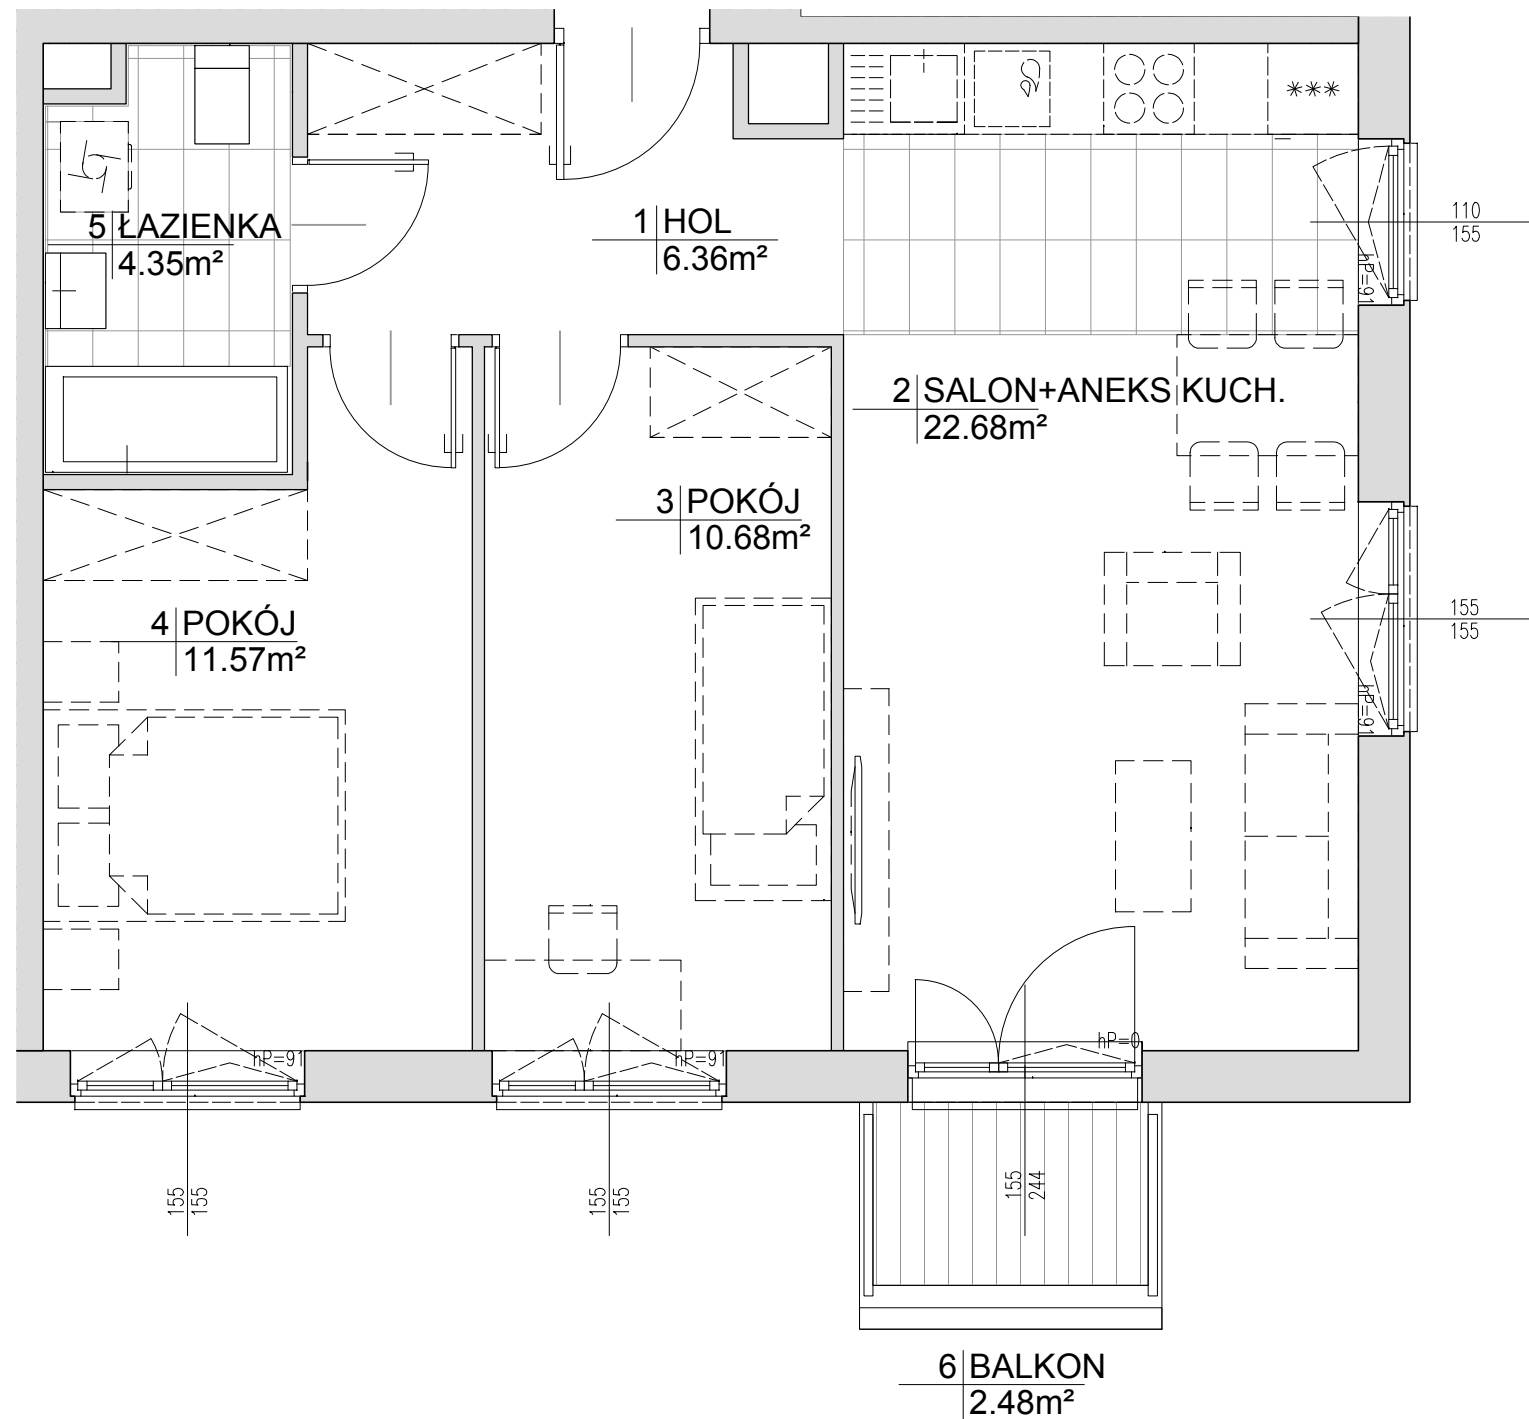 ***
5 ŁAZIENKA
4.35m²
1 HOL
6.36m²
110
155
hP=91
2 SALON+ANEKS KUCH.
22.68m²
3 POKÓJ
10.68m²
4 POKÓJ
11.57m²
155
155
hP=91
hP=91
hP=91
hP=0
155
155
155
155
155
244
6 BALKON
2.48m²